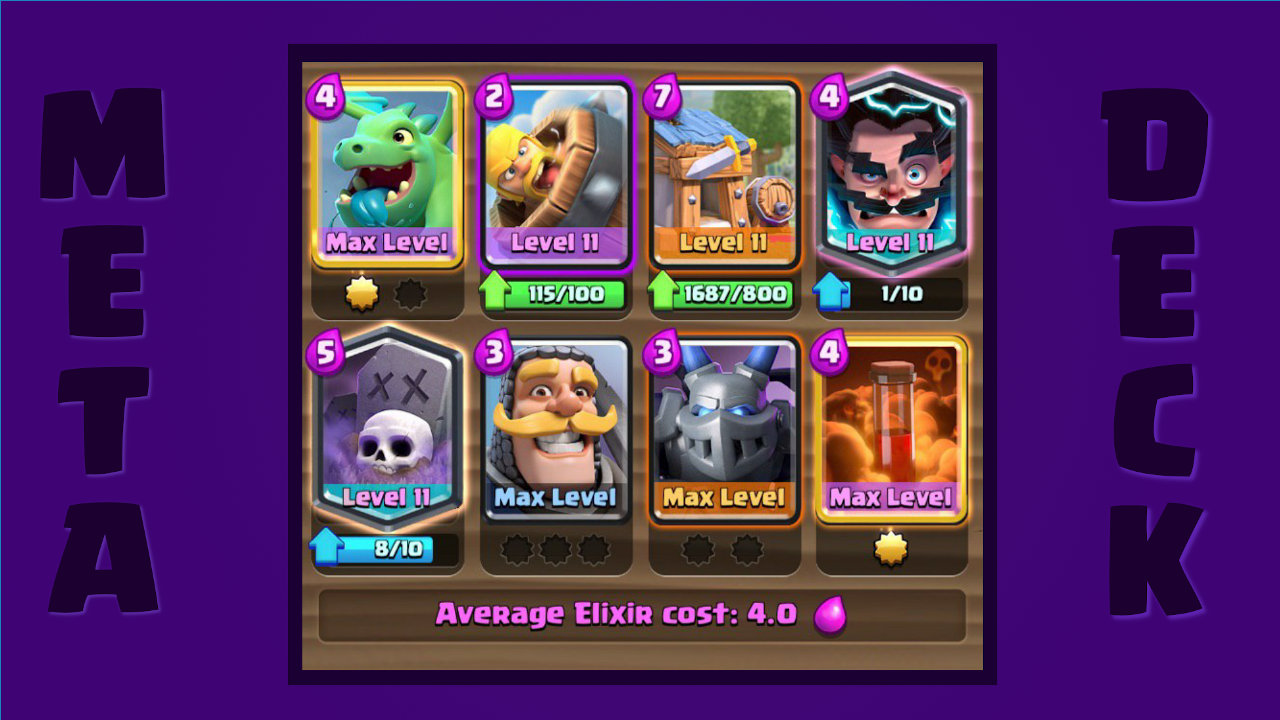 META
DECK
4 2 7 4
Max Level Level 11 Level 11 Level 11
115/100 1687/800 1/10
5 3 3 4
Level 11 Max Level Max Level Max Level
8/10
Average Elixir cost: 4.0